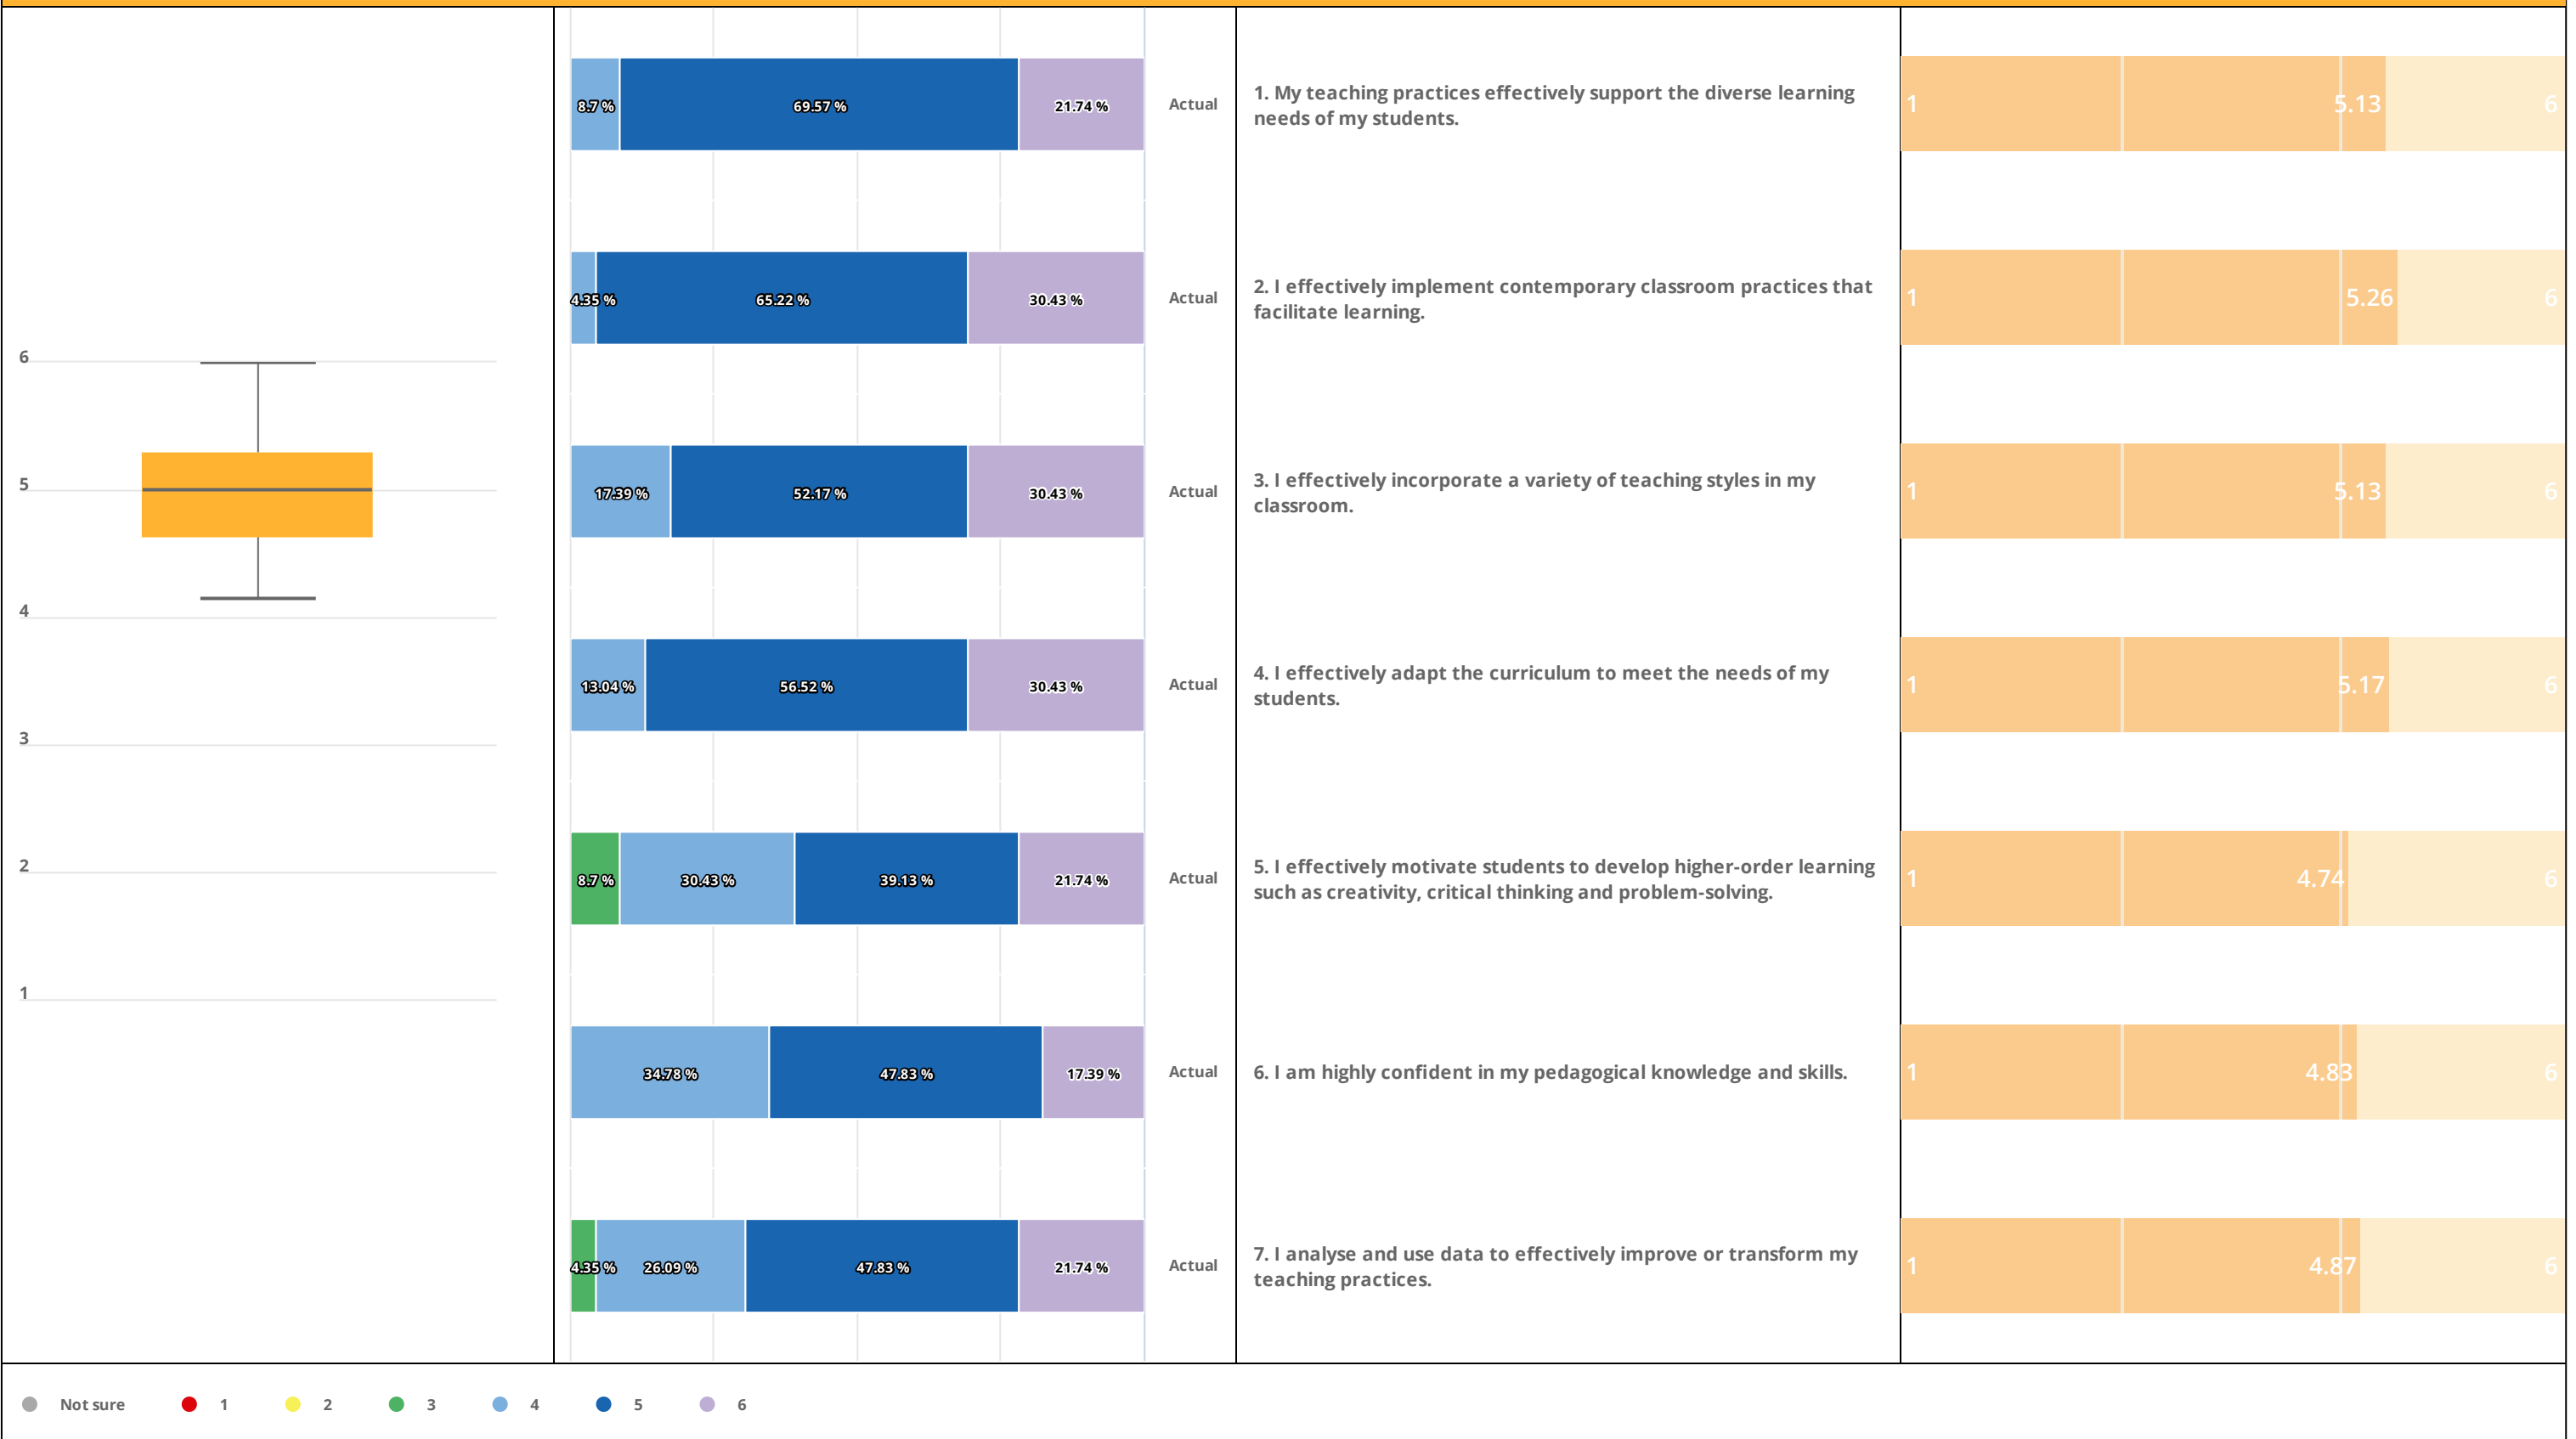 6
5
4
3
2
1
8.7 % 69.57 % 21.74 % Actual
1. My teaching practices effectively support the diverse learning
needs of my students.
1 5.13 6
4.35 % 65.22 % 30.43 % Actual
2. I effectively implement contemporary classroom practices that
facilitate learning.
1 5.26 6
17.39 % 52.17 % 30.43 % Actual
3. I effectively incorporate a variety of teaching styles in my
classroom.
1 5.13 6
13.04 % 56.52 % 30.43 % Actual
4. I effectively adapt the curriculum to meet the needs of my
students.
1 5.17 6
8.7 % 30.43 % 39.13 % 21.74 % Actual
5. I effectively motivate students to develop higher-order learning
such as creativity, critical thinking and problem-solving.
1 4.74 6
34.78 % 47.83 % 17.39 % Actual
6. I am highly confident in my pedagogical knowledge and skills.
1 4.83 6
4.35 % 26.09 % 47.83 % 21.74 % Actual
7. I analyse and use data to effectively improve or transform my
teaching practices.
1 4.87 6
Not sure 1 2 3 4 5 6